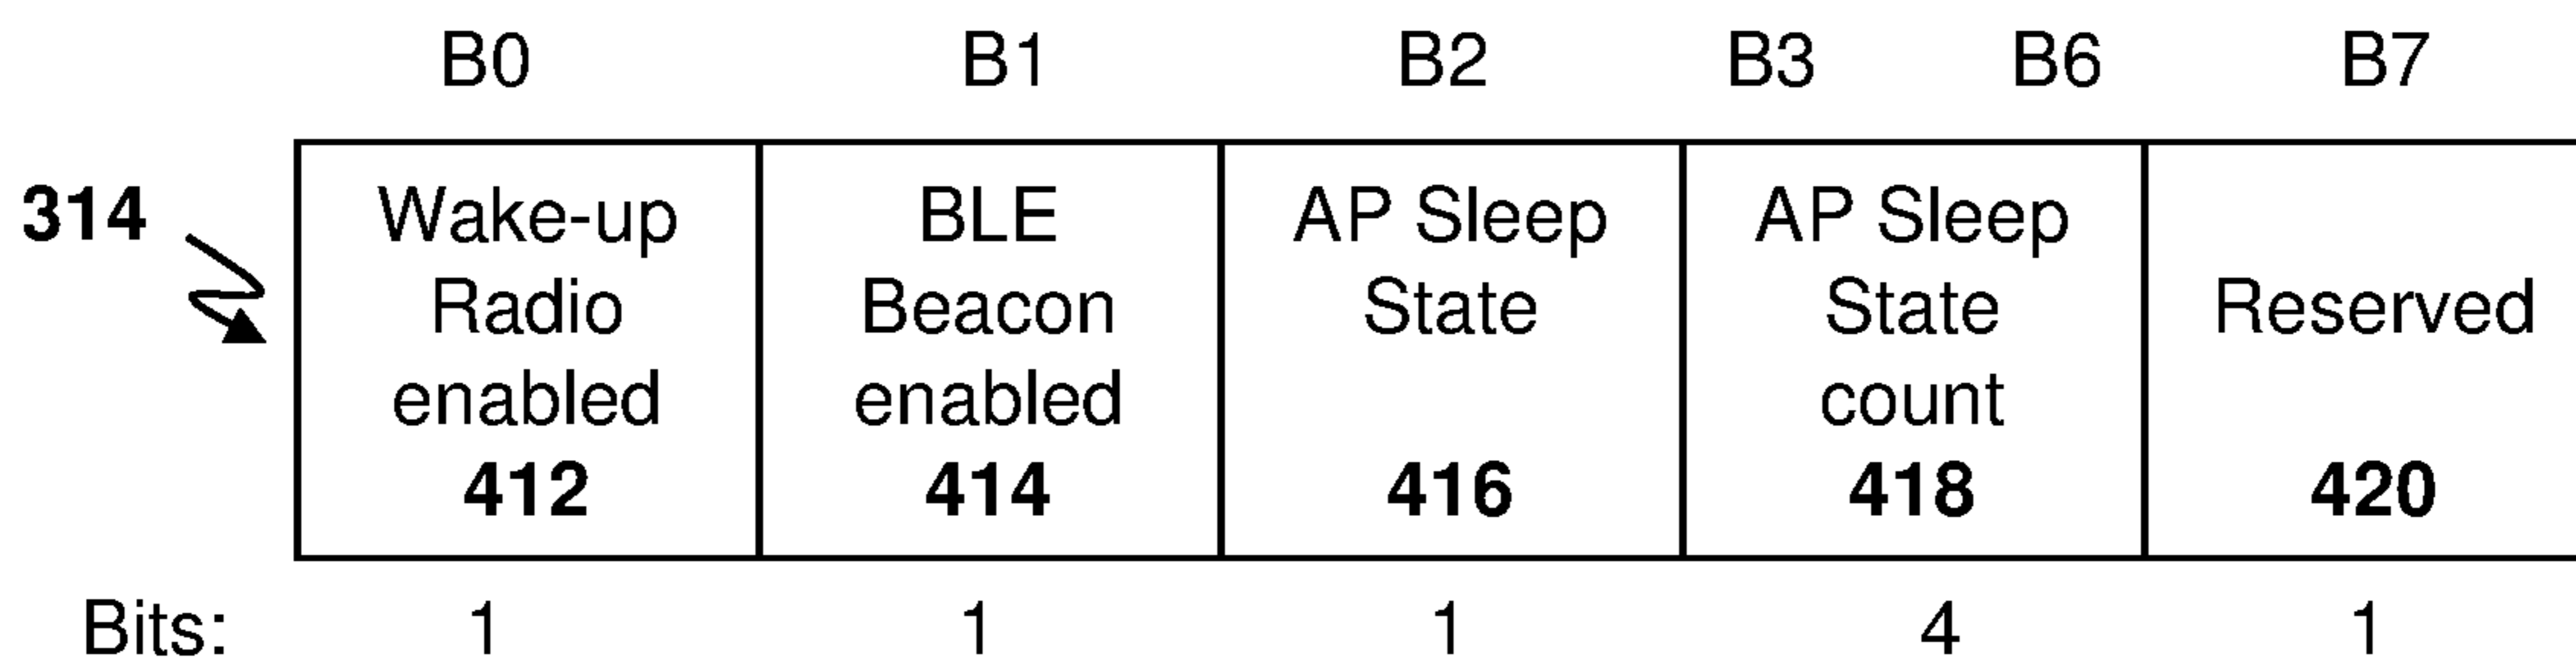 B0 B1 B2 B3 B6 B7
314
Wake-up
Radio
enabled
412
BLE
Beacon
enabled
414
AP Sleep
State
416
AP Sleep
State
count
418
Reserved
420
Bits: 1 1 1 4 1